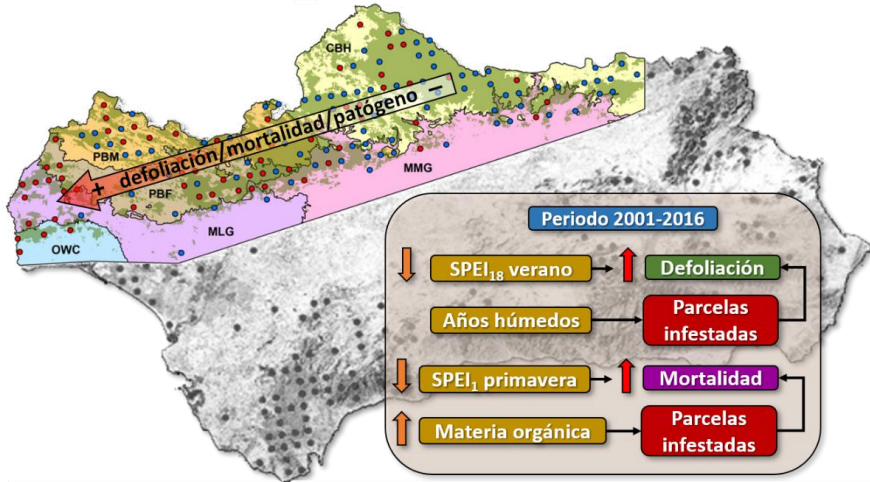 CBH
− defoliación/mortalidad/patógeno +
PBM
PBF
MMG
MLG
OWC
Periodo 2001-2016
SPEI₁₈ verano
Defoliación
Años húmedos
Parcelas
infestadas
SPEI₁ primavera
Mortalidad
Materia orgánica
Parcelas
infestadas